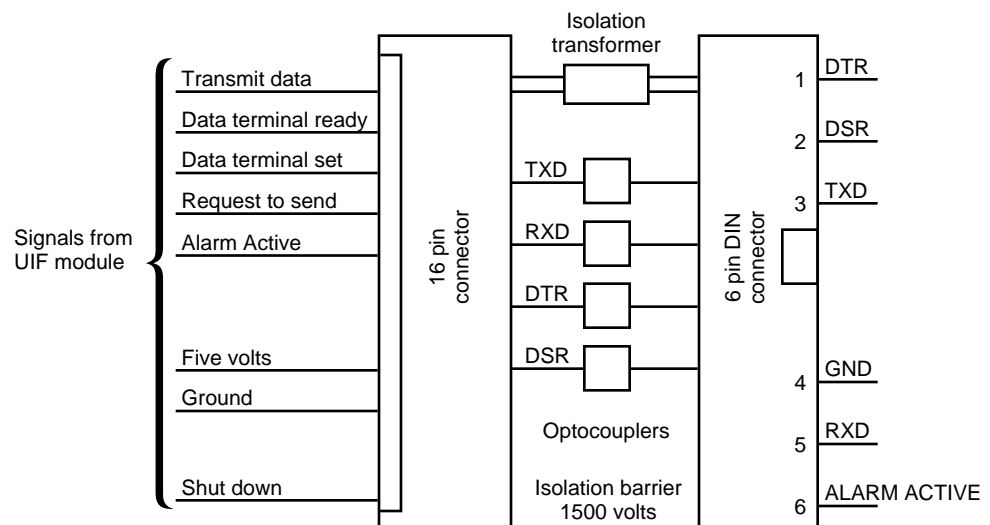 Signals from
UIF module
Transmit data
Data terminal ready
Data terminal set
Request to send
Alarm Active
Five volts
Ground
Shut down
16 pin
connector
Isolation
transformer
TXD
RXD
DTR
DSR
Optocouplers
Isolation barrier
1500 volts
6 pin DIN
connector
1 DTR
2 DSR
3 TXD
4 GND
5 RXD
6 ALARM ACTIVE